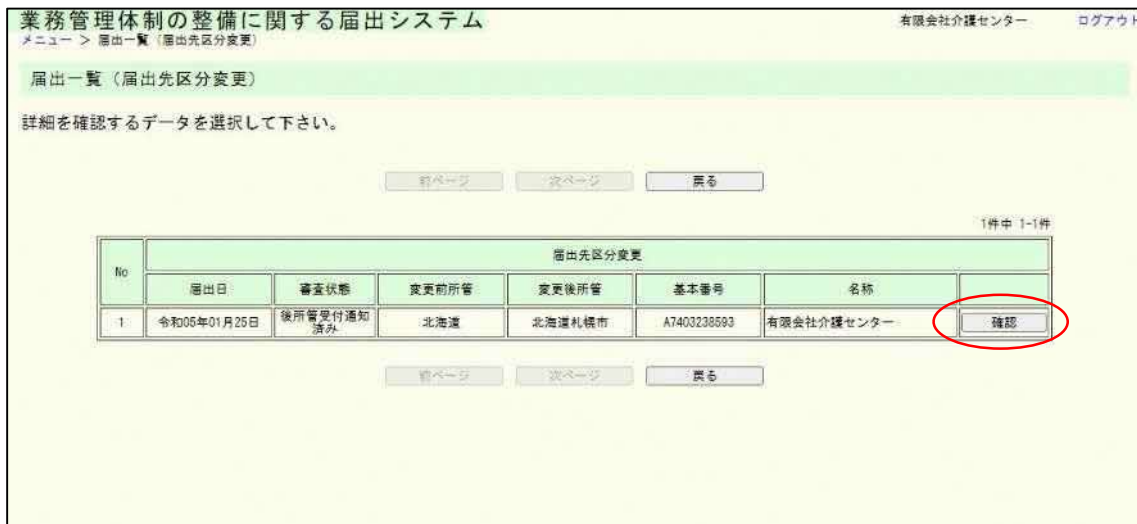 業務管理体制の整備に関する届出システム 有限会社介護センター ログアウト
メニュー > 届出一覧（届出先区分変更）
届出一覧（届出先区分変更）
詳細を確認するデータを選択して下さい。
前ページ 次ページ 戻る
1件中 1-1件
No 届出先区分変更
届出日 審査状態 変更前所管 変更後所管 基本番号 名称
1 令和05年01月25日 後所管受付通知済み 北海道 北海道札幌市 A7403238593 有限会社介護センター 確認
前ページ 次ページ 戻る